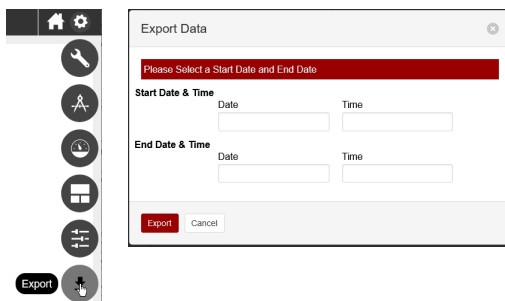 Export Data
Please Select a Start Date and End Date
Start Date & Time
Date Time
End Date & Time
Date Time
Export Cancel
Export